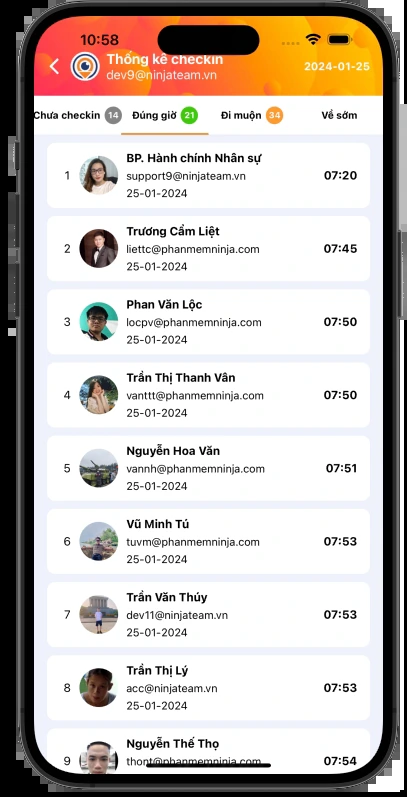 10:58
Thống kê checkin
dev9@ninjateam.vn
2024-01-25
Chưa checkin 14 Đúng giờ 21 Đi muộn 34 Về sớm
1 BP. Hành chính Nhân sự
support9@ninjateam.vn 07:20
25-01-2024
2 Trương Cẩm Liệt
liettc@phanmemninja.com 07:45
25-01-2024
3 Phan Văn Lộc
locpv@phanmemninja.com 07:50
25-01-2024
4 Trần Thị Thanh Vân
vanttt@phanmemninja.com 07:50
25-01-2024
5 Nguyễn Hoa Văn
vannh@phanmemninja.com 07:51
25-01-2024
6 Vũ Minh Tú
tuvm@phanmemninja.com 07:53
25-01-2024
7 Trần Văn Thúy
dev11@ninjateam.vn 07:53
25-01-2024
8 Trần Thị Lý
acc@ninjateam.vn 07:53
25-01-2024
9 Nguyễn Thế Thọ
thont@phanmemninja.com 07:54